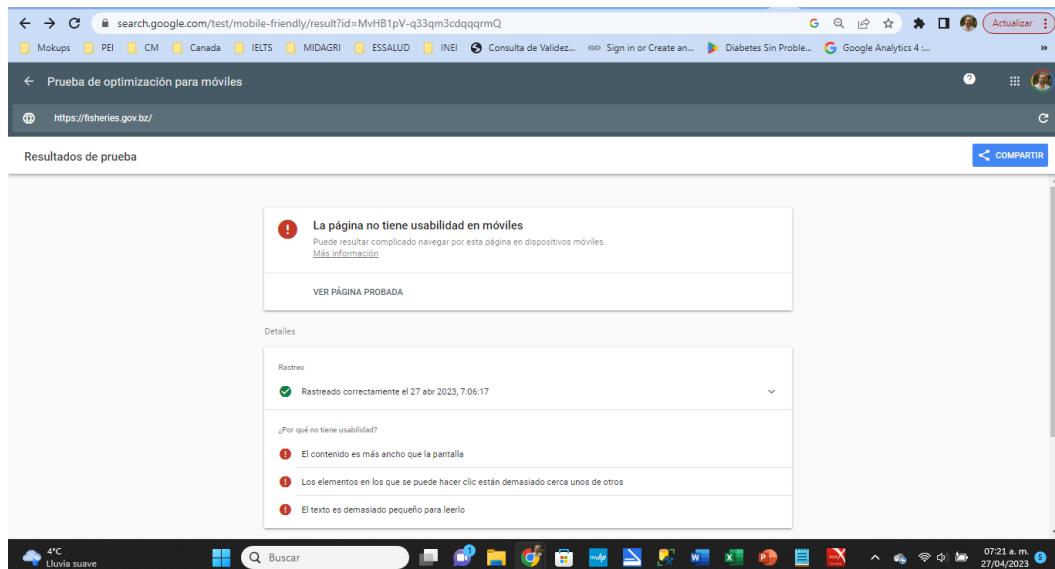 search.google.com/test/mobile-friendly/result?id=MvHB1pV-q33qm3cdqqqrmQ
Actualizar
Mokups PEI CM Canada IELTS MIDAGRI ESSALUD INEI Consulta de Validez... Sign in or Create an... Diabetes Sin Proble... Google Analytics 4 :... »
Prueba de optimización para móviles
https://fisheries.gov.bz/
Resultados de prueba
COMPARTIR
La página no tiene usabilidad en móviles
Puede resultar complicado navegar por esta página en dispositivos móviles.
Más información
VER PÁGINA PROBADA
Detalles
Rastreo
Rastreado correctamente el 27 abr 2023, 7:06:17
¿Por qué no tiene usabilidad?
El contenido es más ancho que la pantalla
Los elementos en los que se puede hacer clic están demasiado cerca unos de otros
El texto es demasiado pequeño para leerlo
4°C
Lluvia suave
Buscar
07:21 a. m.
27/04/2023
5